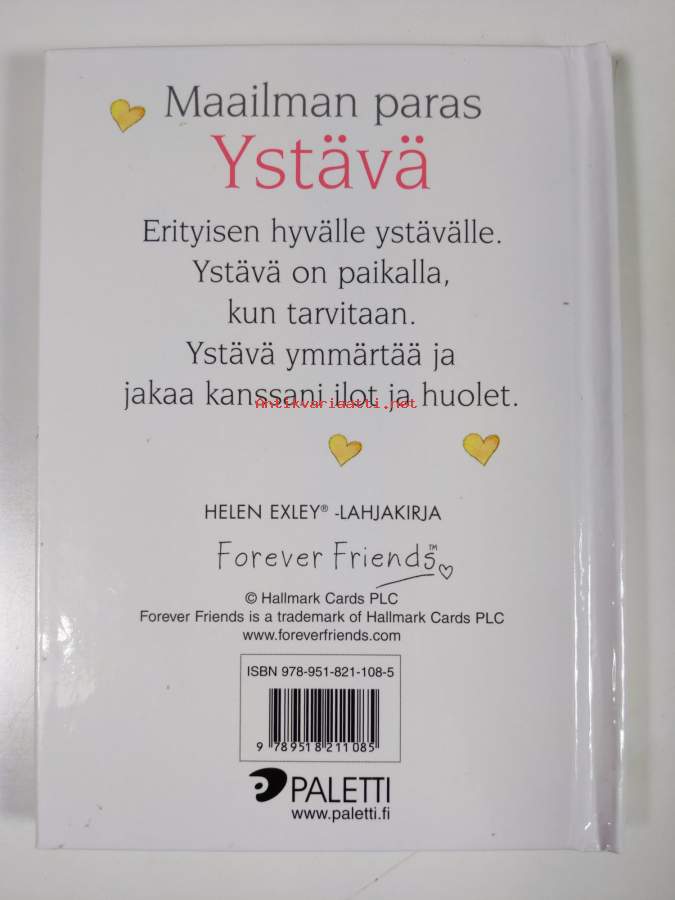 Maailman paras
Ystävä
Erityisen hyvälle ystävälle.
Ystävä on paikalla,
kun tarvitaan.
Ystävä ymmärtää ja
jakaa kanssani ilot ja huolet.
Antikvariaatti.net
HELEN EXLEY® -LAHJAKIRJA
Forever Friends™
© Hallmark Cards PLC
Forever Friends is a trademark of Hallmark Cards PLC
www.foreverfriends.com
ISBN 978-951-821-108-5
9 789518 211085
PALETTI
www.paletti.fi